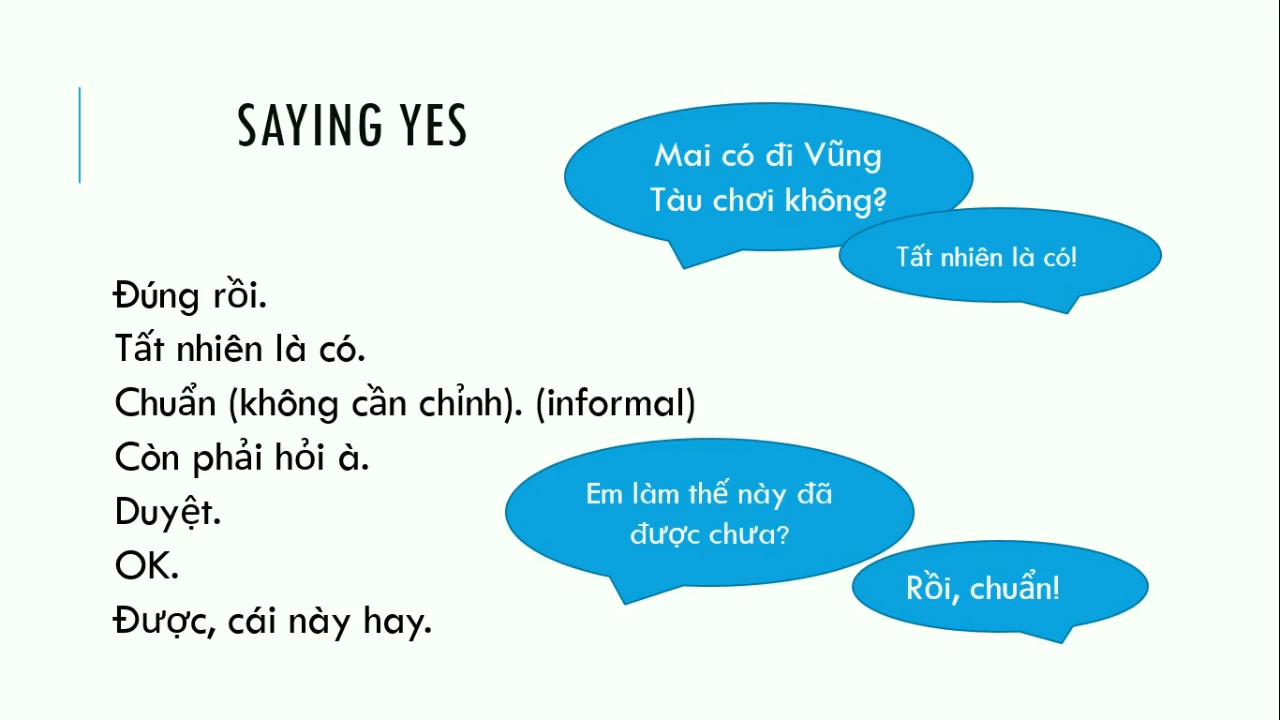 SAYING YES
Mai có đi Vũng
Tàu chơi không?
Tất nhiên là có!
Đúng rồi.
Tất nhiên là có.
Chuẩn (không cần chỉnh). (informal)
Còn phải hỏi à.
Duyệt.
OK.
Được, cái này hay.
Em làm thế này đã
được chưa?
Rồi, chuẩn!